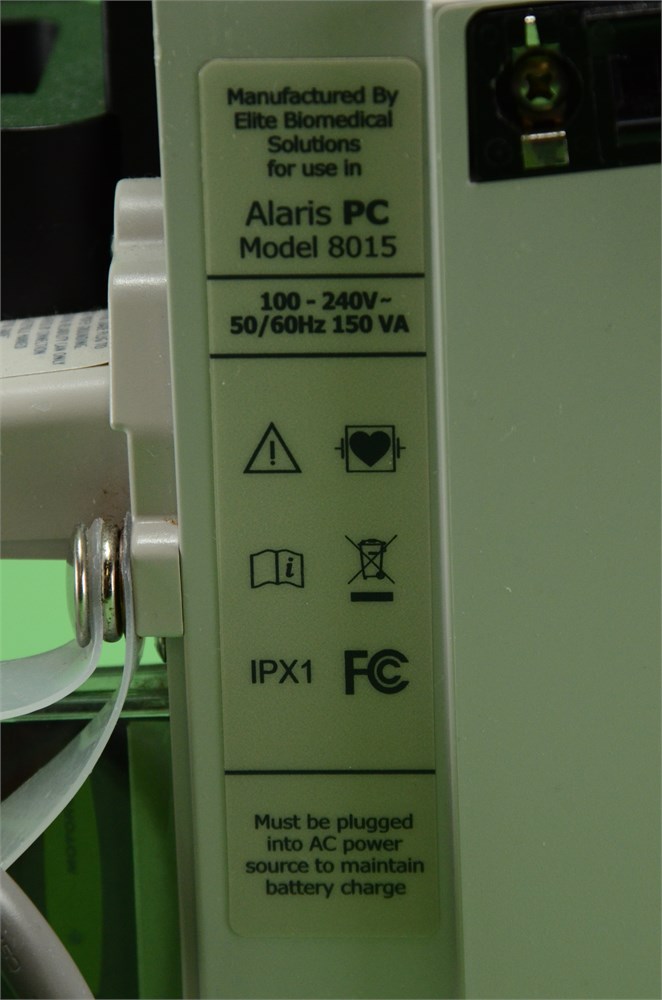 Manufactured By
Elite Biomedical
Solutions
for use in
Alaris PC
Model 8015
100 - 240V~
50/60Hz 150 VA
i
IPX1
FC
Must be plugged
into AC power
source to maintain
battery charge